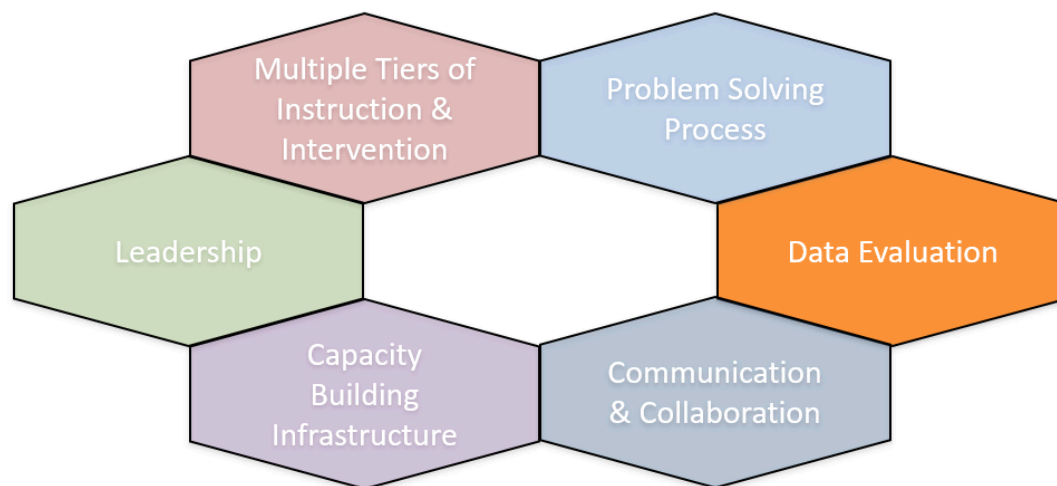 Multiple Tiers of
Instruction &
Intervention
Problem Solving
Process
Leadership
Data Evaluation
Capacity
Building
Infrastructure
Communication
& Collaboration